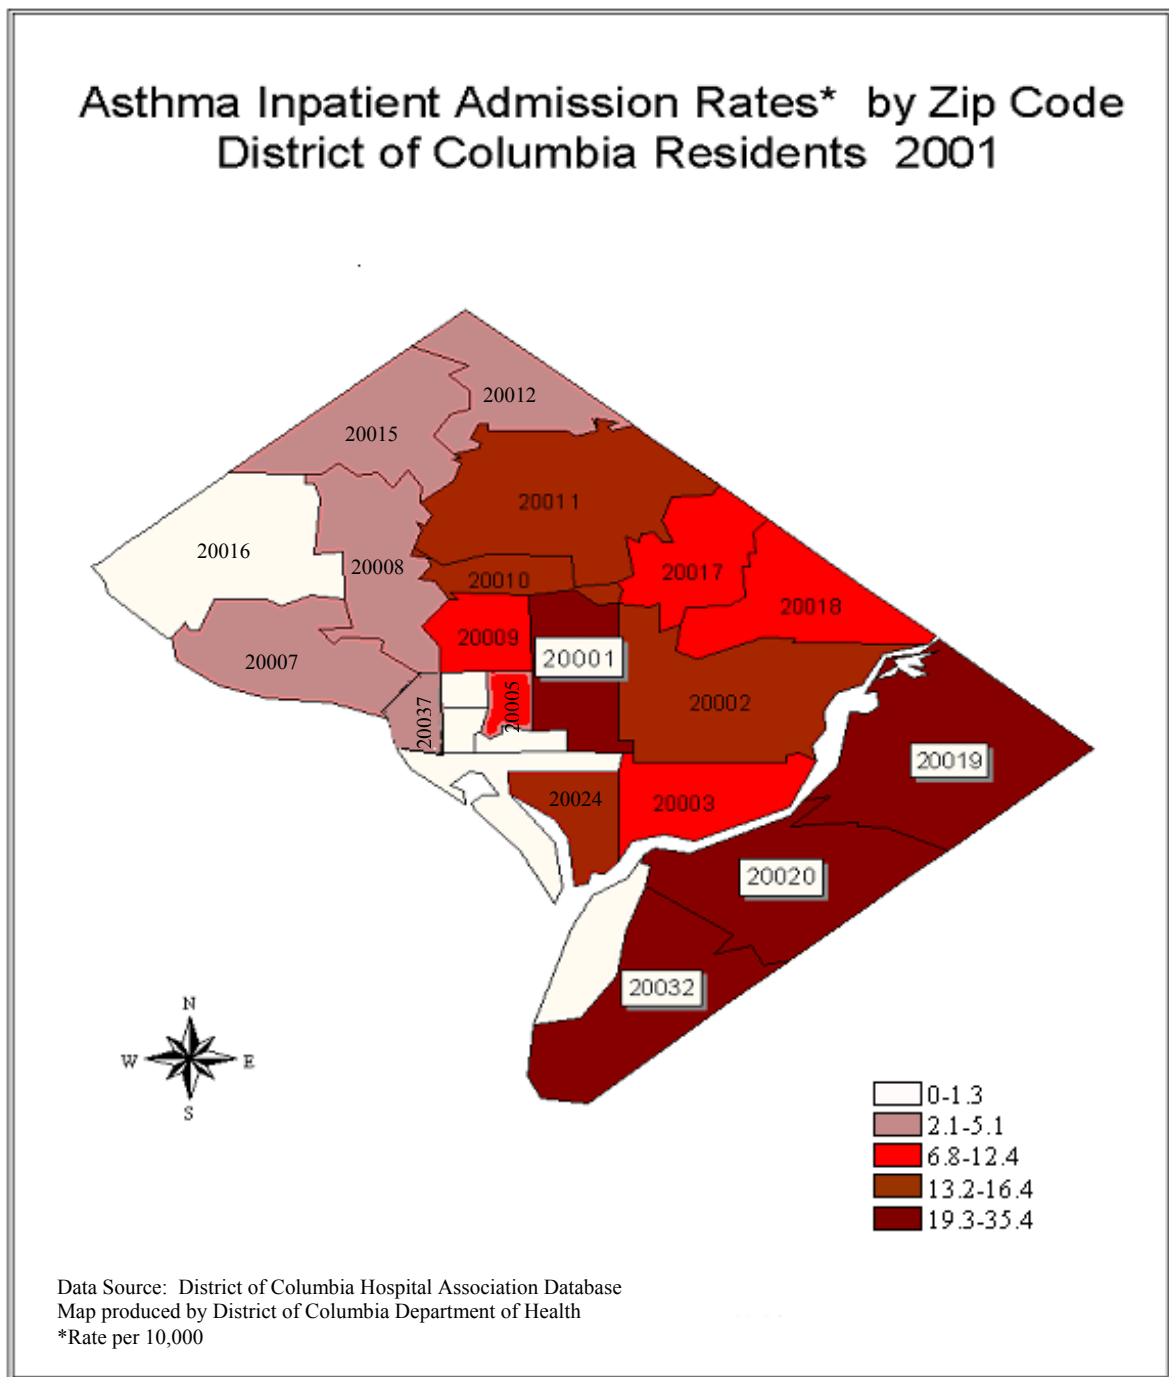 Asthma Inpatient Admission Rates* by Zip Code
District of Columbia Residents 2001
20012
20015
20011
20016
20008
20010
20017
20018
20009
20001
20007
20005
20037
20002
20019
20024
20003
20020
20032
N
W
E
S
0-1.3
2.1-5.1
6.8-12.4
13.2-16.4
19.3-35.4
Data Source: District of Columbia Hospital Association Database
Map produced by District of Columbia Department of Health
*Rate per 10,000